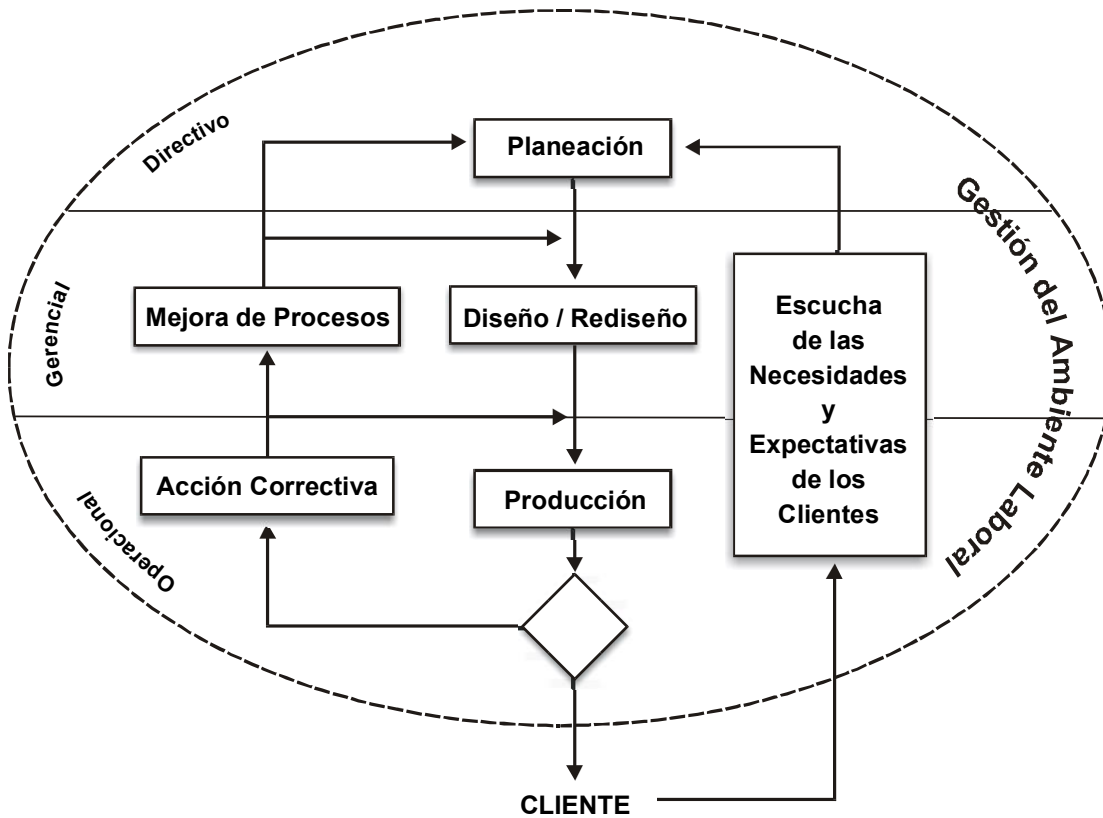 Directivo
Planeación
Gestión del Ambiente Laboral
Gerencial
Mejora de Procesos
Diseño / Rediseño
Escucha
de las
Necesidades
y
Expectativas
de los
Clientes
Operacional
Acción Correctiva
Producción
CLIENTE